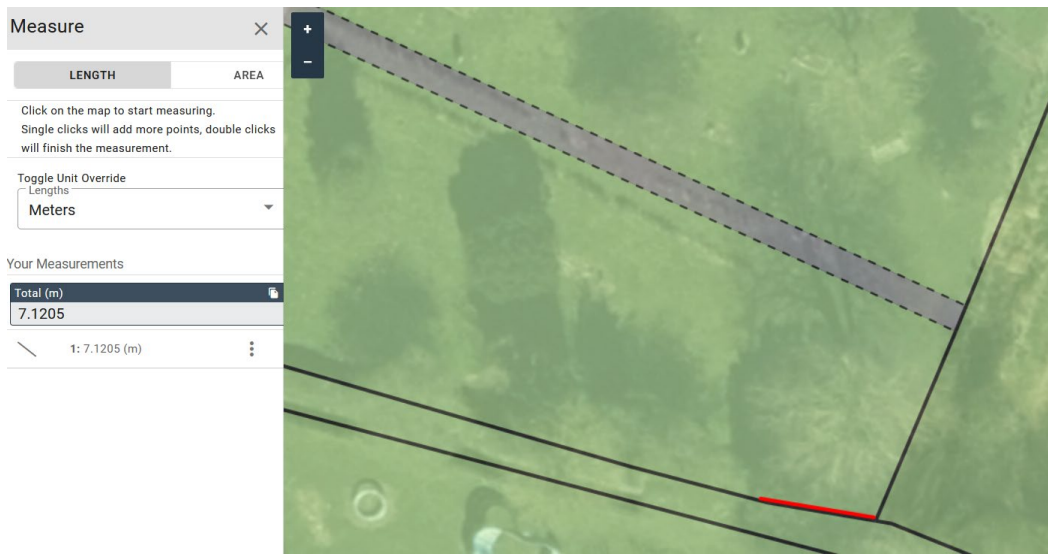 Measure
LENGTH
AREA
Click on the map to start measuring.
Single clicks will add more points, double clicks
will finish the measurement.
Toggle Unit Override
Lengths
Meters
Your Measurements
Total (m)
7.1205
1: 7.1205 (m)
+
−